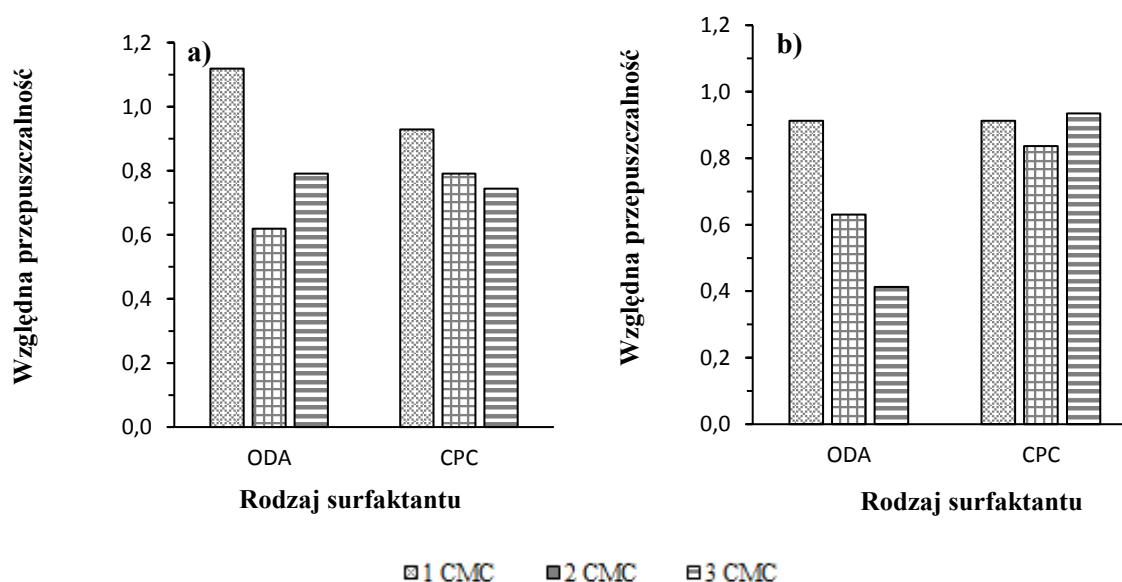 a)
Względna przepuszczalność
1,2
1,0
0,8
0,6
0,4
0,2
0,0
ODA CPC
Rodzaj surfaktantu
b)
Względna przepuszczalność
1,2
1,0
0,8
0,6
0,4
0,2
0,0
ODA CPC
Rodzaj surfaktantu
1 CMC 2 CMC 3 CMC